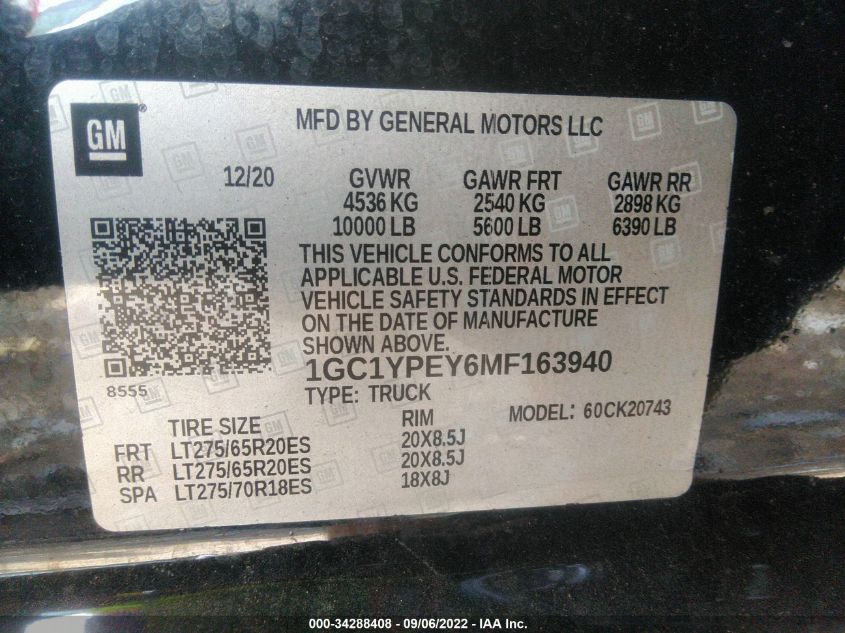 GM
MFD BY GENERAL MOTORS LLC
12/20 GVWR GAWR FRT GAWR RR
4536 KG 2540 KG 2898 KG
10000 LB 5600 LB 6390 LB
THIS VEHICLE CONFORMS TO ALL
APPLICABLE U.S. FEDERAL MOTOR
VEHICLE SAFETY STANDARDS IN EFFECT
ON THE DATE OF MANUFACTURE
SHOWN ABOVE.
8555
1GC1YPEY6MF163940
TYPE: TRUCK
MODEL: 60CK20743
TIRE SIZE RIM
FRT LT275/65R20ES 20X8.5J
RR LT275/65R20ES 20X8.5J
SPA LT275/70R18ES 18X8J
000-34288408 - 09/06/2022 - IAA Inc.